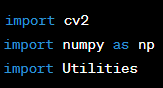 import cv2
import numpy as np
import Utilities